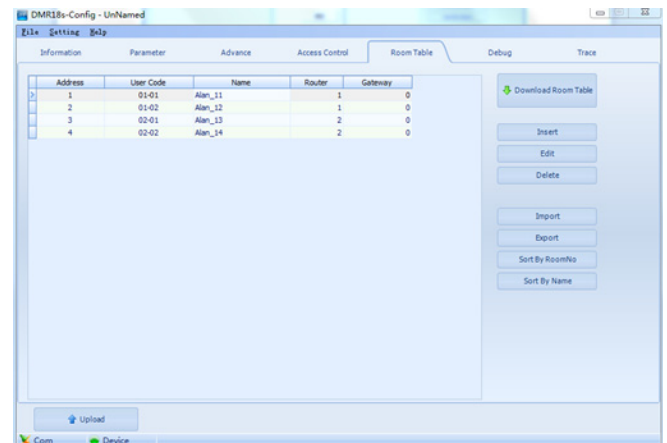 DMR18s-Config - UnNamed
File Setting Help
Information Parameter Advance Access Control Room Table Debug Trace
Address User Code Name Router Gateway
1 01-01 Alan_11 1 0
2 01-02 Alan_12 1 0
3 02-01 Alan_13 2 0
4 02-02 Alan_14 2 0
Download Room Table
Insert
Edit
Delete
Import
Export
Sort By RoomNo
Sort By Name
Upload
Com Device